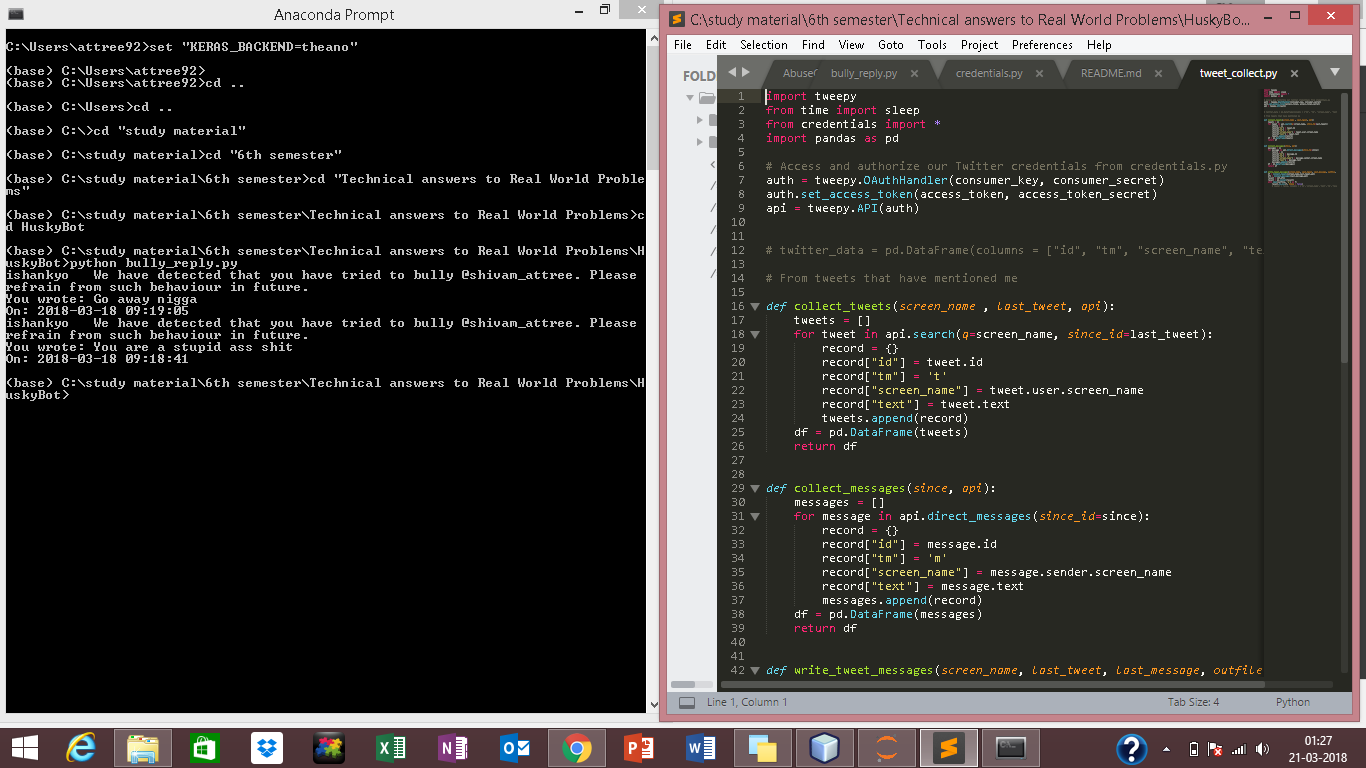 Anaconda Prompt
C:\Users\attree92>set "KERAS_BACKEND=theano"
(base) C:\Users\attree92>
(base) C:\Users\attree92>cd ..
(base) C:\Users>cd ..
(base) C:\>cd "study material"
(base) C:\study material>cd "6th semester"
(base) C:\study material\6th semester>cd "Technical answers to Real World Proble
ms"
(base) C:\study material\6th semester\Technical answers to Real World Problems>c
d HuskyBot
(base) C:\study material\6th semester\Technical answers to Real World Problems\H
uskyBot>python bully_reply.py
ishankyo   We have detected that you have tried to bully @shivam_attree. Please
refrain from such behaviour in future.
You wrote: Go away nigga
On: 2018-03-18 09:19:05
ishankyo   We have detected that you have tried to bully @shivam_attree. Please
refrain from such behaviour in future.
You wrote: You are a stupid ass shit
On: 2018-03-18 09:18:41
(base) C:\study material\6th semester\Technical answers to Real World Problems\H
uskyBot>
C:\study material\6th semester\Technical answers to Real World Problems\HuskyBo...
File Edit Selection Find View Goto Tools Project Preferences Help
FOLD
Abuse
bully_reply.py
credentials.py
README.md
tweet_collect.py
1 import tweepy
2 from time import sleep
3 from credentials import *
4 import pandas as pd
5
6 # Access and authorize our Twitter credentials from credentials.py
7 auth = tweepy.OAuthHandler(consumer_key, consumer_secret)
8 auth.set_access_token(access_token, access_token_secret)
9 api = tweepy.API(auth)
10
11
12 # twitter_data = pd.DataFrame(columns = ["id", "tm", "screen_name", "te
13
14 # From tweets that have mentioned me
15
16 def collect_tweets(screen_name , last_tweet, api):
17     tweets = []
18     for tweet in api.search(q=screen_name, since_id=last_tweet):
19         record = {}
20         record["id"] = tweet.id
21         record["tm"] = 't'
22         record["screen_name"] = tweet.user.screen_name
23         record["text"] = tweet.text
24         tweets.append(record)
25     df = pd.DataFrame(tweets)
26     return df
27
28
29 def collect_messages(since, api):
30     messages = []
31     for message in api.direct_messages(since_id=since):
32         record = {}
33         record["id"] = message.id
34         record["tm"] = 'm'
35         record["screen_name"] = message.sender.screen_name
36         record["text"] = message.text
37         messages.append(record)
38     df = pd.DataFrame(messages)
39     return df
40
41
42 def write_tweet_messages(screen_name, last_tweet, last_message, outfile
Line 1, Column 1
Tab Size: 4
Python
01:27
21-03-2018